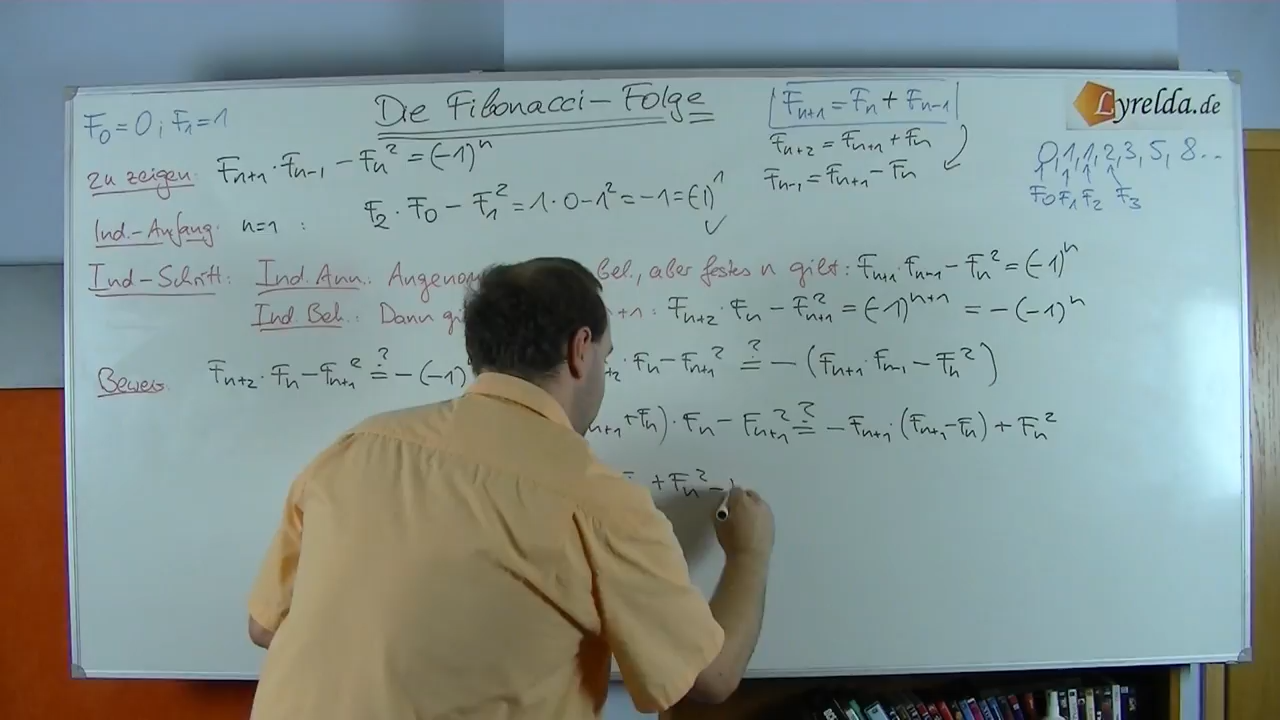 Die Fibonacci-Folge
F₀ = 0 ; F₁ = 1
Fₙ₊₁ = Fₙ + Fₙ₋₁
Lyrelda.de
Fₙ₊₂ = Fₙ₊₁ + Fₙ
Fₙ₋₁ = Fₙ₊₁ - Fₙ
0, 1, 1, 2, 3, 5, 8..
F₀ F₁ F₂ F₃
zu zeigen: Fₙ₊₁ · Fₙ₋₁ - Fₙ² = (-1)ⁿ
Ind.-Anfang: n=1 : F₂ · F₀ - F₁² = 1 · 0 - 1² = -1 = (-1)¹ ✓
Ind-Schritt: Ind. Ann.: Bel., aber festes n gilt: Fₙ₊₁ · Fₙ₋₁ - Fₙ² = (-1)ⁿ
Ind. Beh.: Dann +1 : Fₙ₊₂ · Fₙ - Fₙ₊₁² = (-1)ⁿ⁺¹ = -(-1)ⁿ
Beweis: Fₙ₊₂ · Fₙ - Fₙ₊₁² ≟ -(-1) · Fₙ - Fₙ₊₁² ≟ - (Fₙ₊₁ · Fₙ₋₁ - Fₙ²)
ₙ₊₁ + Fₙ) · Fₙ - Fₙ₊₁² ≟ - Fₙ₊₁ · (Fₙ₊₁ - Fₙ) + Fₙ²
+ Fₙ² -